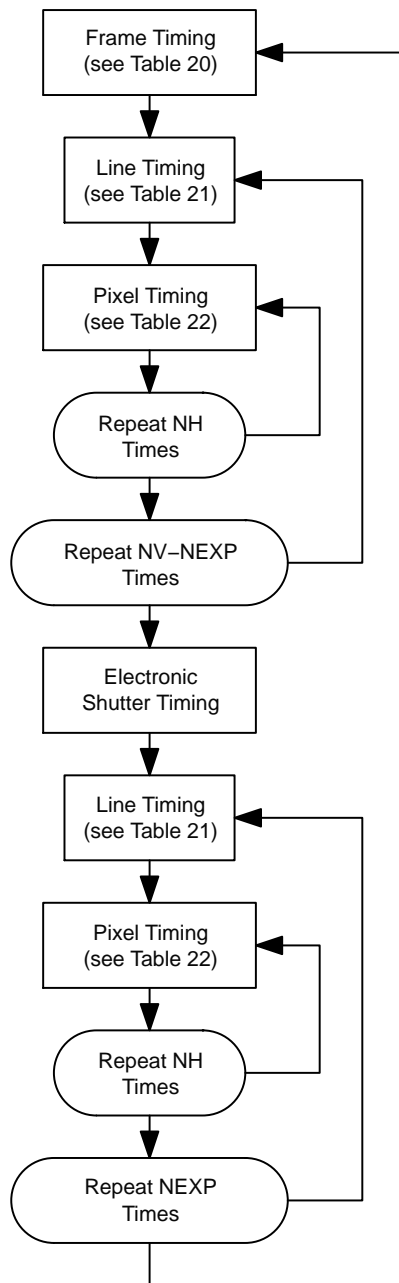 Frame Timing
(see Table 20)
Line Timing
(see Table 21)
Pixel Timing
(see Table 22)
Repeat NH
Times
Repeat NV−NEXP
Times
Electronic
Shutter Timing
Line Timing
(see Table 21)
Pixel Timing
(see Table 22)
Repeat NH
Times
Repeat NEXP
Times